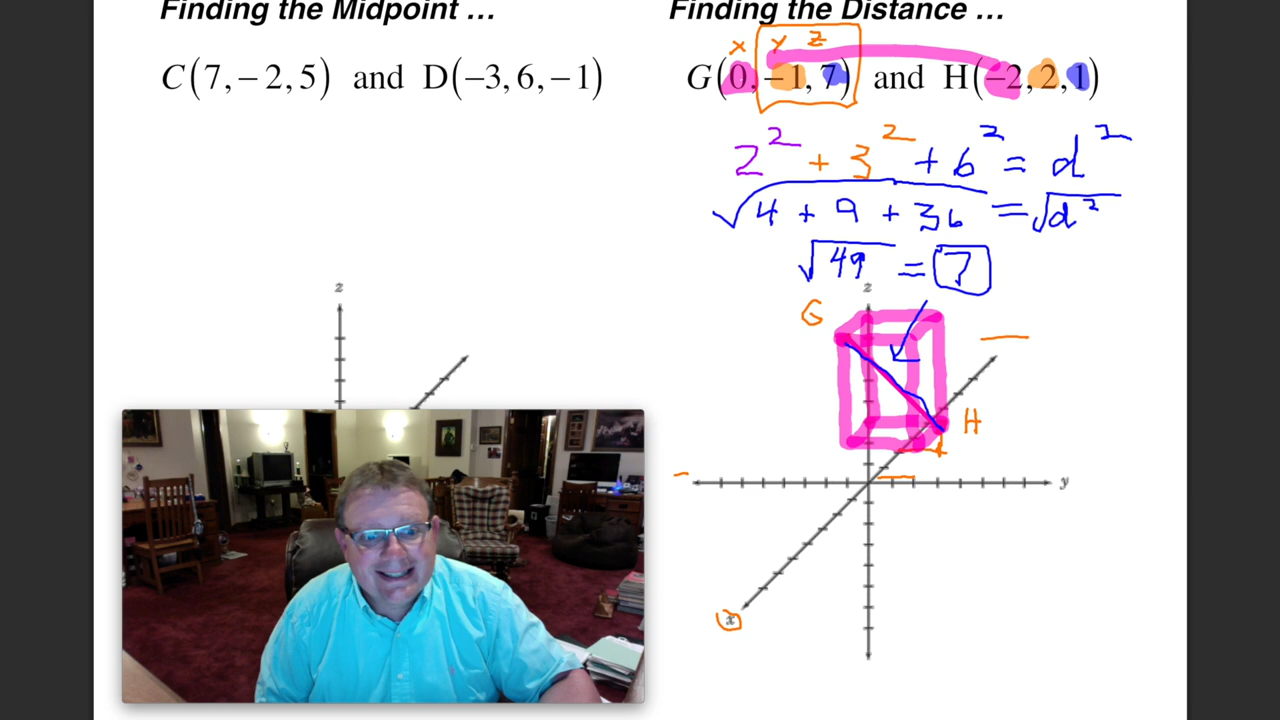 Finding the Midpoint …
C(7,−2,5) and D(−3,6,−1)
z
Finding the Distance …
x y z
G(0,−1,7) and H(−2,2,1)
2² + 3² + 6² = d²
√4 + 9 + 36 = √d²
√49 = 7
z
G
H
y
x